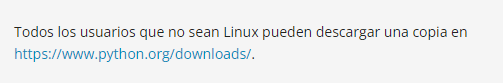 Todos los usuarios que no sean Linux pueden descargar una copia en
https://www.python.org/downloads/.